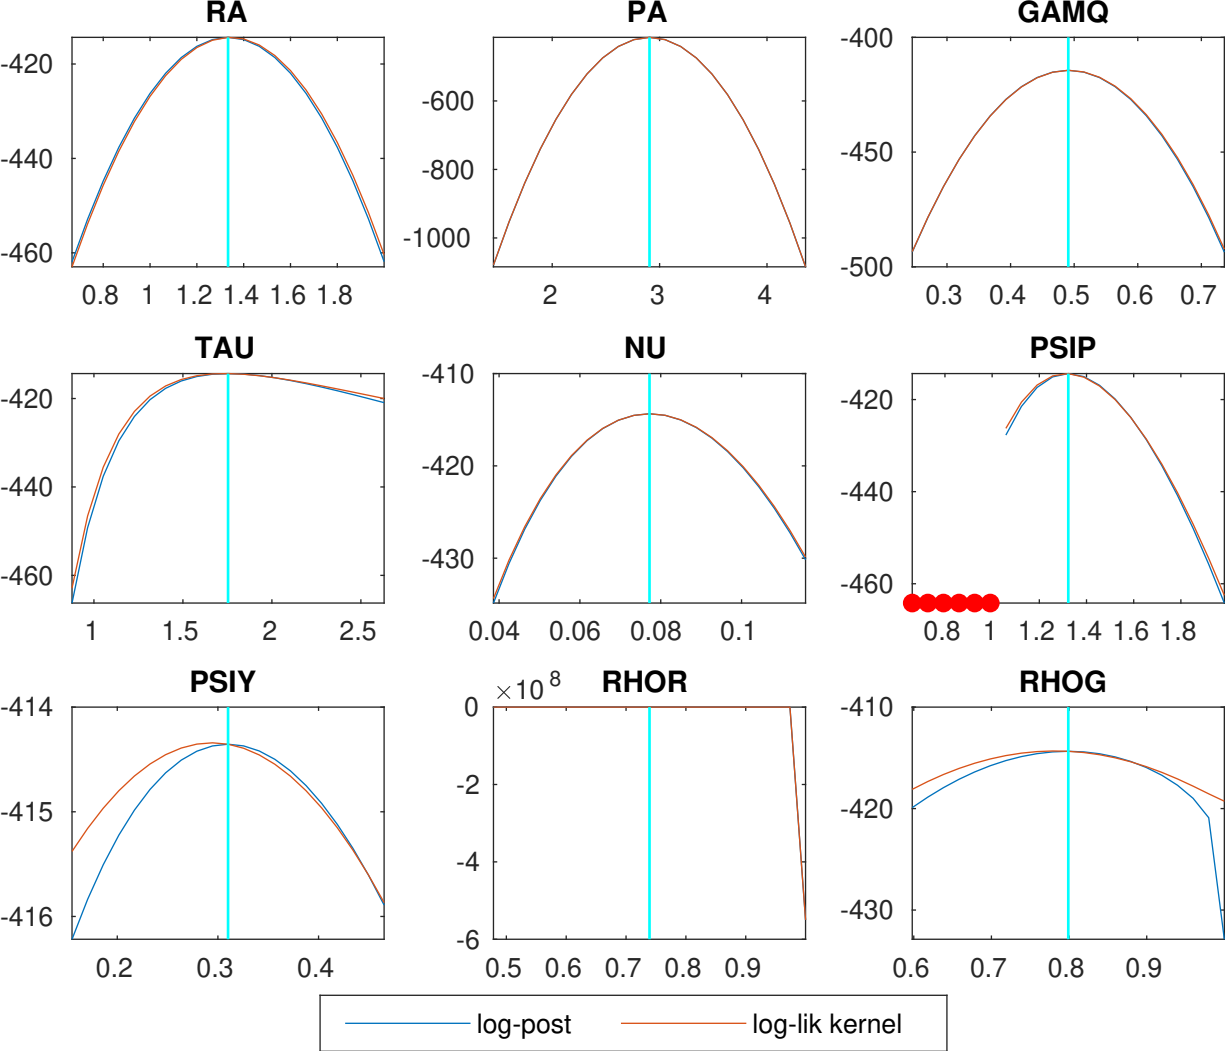 RA PA GAMQ
-420
-440
-460
0.8 1 1.2 1.4 1.6 1.8
-600
-800
-1000
2 3 4
-400
-450
-500
0.3 0.4 0.5 0.6 0.7
TAU NU PSIP
-420
-440
-460
1 1.5 2 2.5
-410
-420
-430
0.04 0.06 0.08 0.1
-420
-440
-460
0.8 1 1.2 1.4 1.6 1.8
PSIY ×10 8 RHOR RHOG
-414
-415
-416
0.2 0.3 0.4
0
-2
-4
-6
0.5 0.6 0.7 0.8 0.9
-410
-420
-430
0.6 0.7 0.8 0.9
log-post log-lik kernel